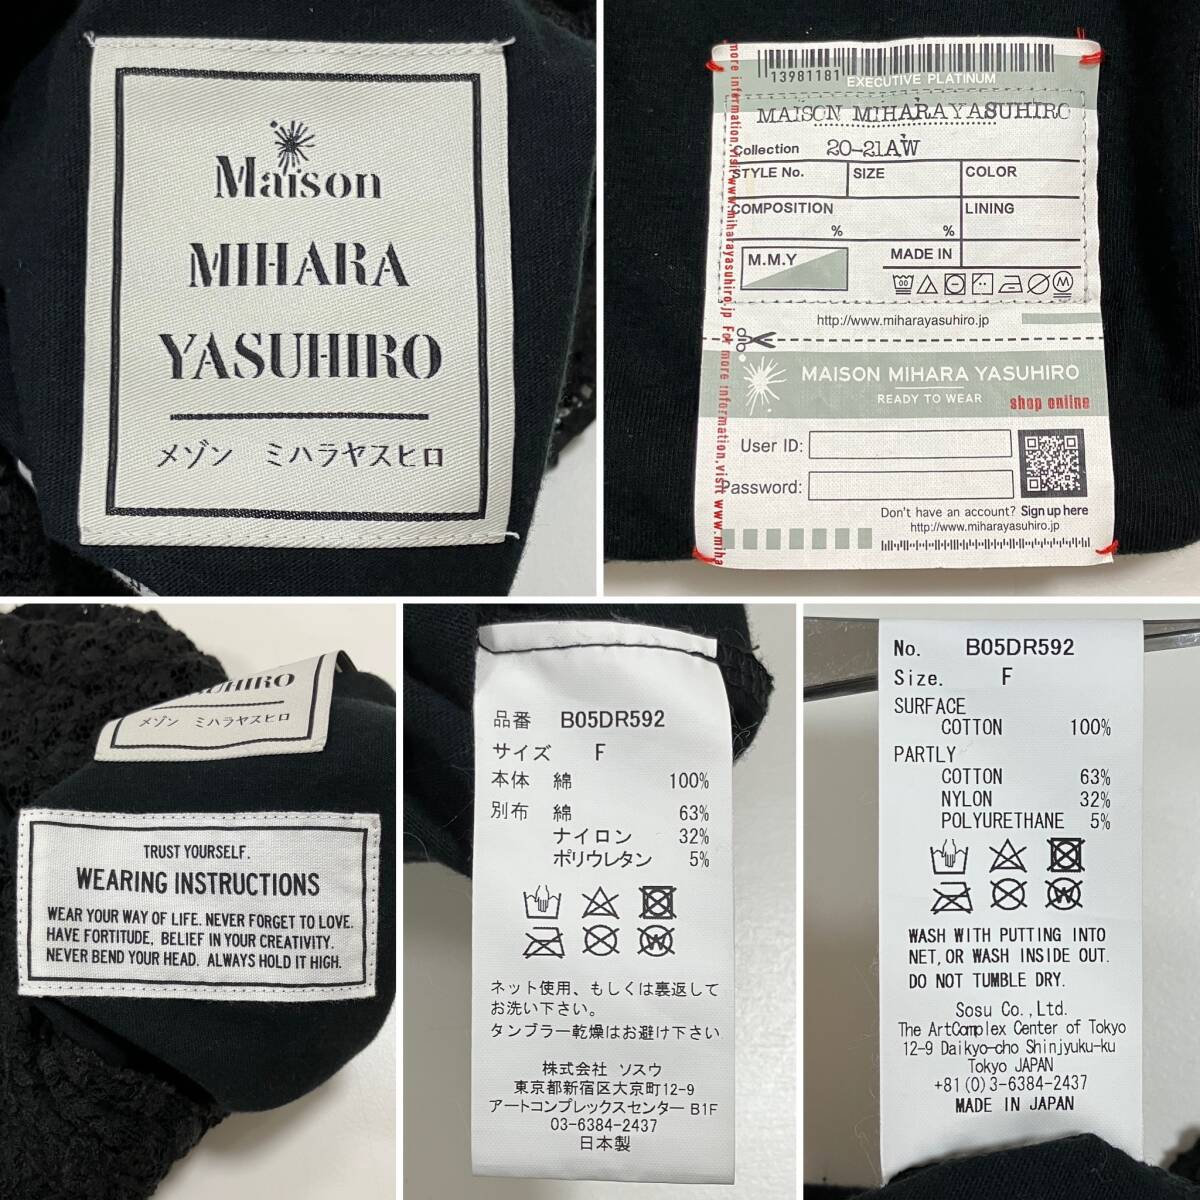 Maison
MIHARA
YASUHIRO
メゾン ミハラヤスヒロ
13981181
EXECUTIVE PLATINUM
MAISON MIHARAYASUHIRO
Collection 20-21AW
STYLE No. SIZE COLOR
COMPOSITION LINING
% %
M.M.Y MADE IN
http://www.miharayasuhiro.jp
MAISON MIHARA YASUHIRO
READY TO WEAR
shop online
User ID:
Password:
Don't have an account? Sign up here
http://www.miharayasuhiro.jp
more information,visit www.miharayasuhiro.jp For more information,visit www.miha
YASUHIRO
メゾン ミハラヤスヒロ
TRUST YOURSELF.
WEARING INSTRUCTIONS
WEAR YOUR WAY OF LIFE. NEVER FORGET TO LOVE.
HAVE FORTITUDE, BELIEF IN YOUR CREATIVITY.
NEVER BEND YOUR HEAD. ALWAYS HOLD IT HIGH.
品番 B05DR592
サイズ F
本体 綿 100%
別布 綿 63%
ナイロン 32%
ポリウレタン 5%
ネット使用、もしくは裏返して
お洗い下さい。
タンブラー乾燥はお避け下さい
株式会社 ソスウ
東京都新宿区大京町12-9
アートコンプレックスセンター B1F
03-6384-2437
日本製
No. B05DR592
Size. F
SURFACE
COTTON 100%
PARTLY
COTTON 63%
NYLON 32%
POLYURETHANE 5%
WASH WITH PUTTING INTO
NET,OR WASH INSIDE OUT.
DO NOT TUMBLE DRY.
Sosu Co.,Ltd.
The ArtComplex Center of Tokyo
12-9 Daikyo-cho Shinjyuku-ku
Tokyo JAPAN
+81(0)3-6384-2437
MADE IN JAPAN